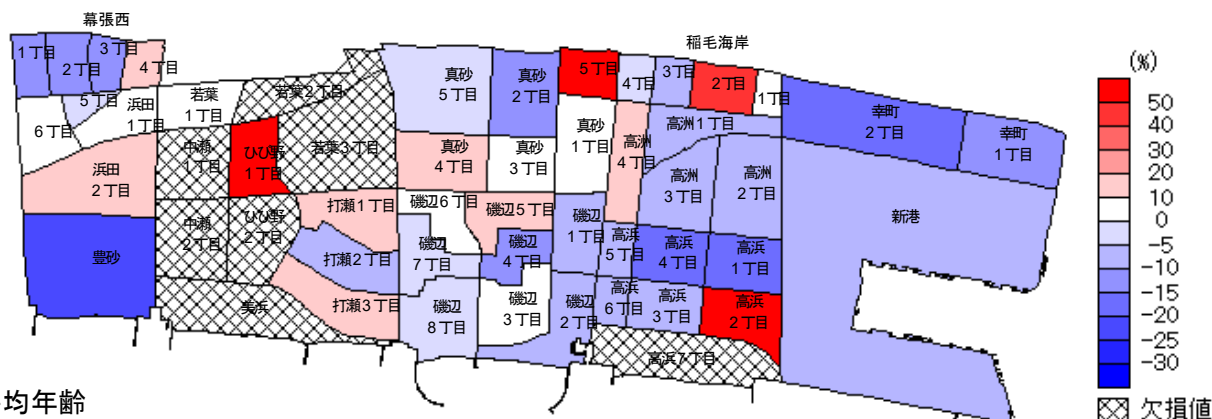 幕張西
稲毛海岸
1丁目
2丁目
3丁目
4丁目
5丁目
6丁目
浜田
1丁目
浜田
2丁目
豊砂
若葉
1丁目
若葉2丁目
若葉3丁目
中瀬
1丁目
中瀬
2丁目
ひび野
1丁目
ひび野
2丁目
美浜
打瀬1丁目
打瀬2丁目
打瀬3丁目
真砂
5丁目
真砂
2丁目
真砂
4丁目
真砂
3丁目
真砂
1丁目
磯辺6丁目
磯辺5丁目
磯辺
7丁目
磯辺
4丁目
磯辺
1丁目
磯辺
8丁目
磯辺
3丁目
磯辺
2丁目
5丁目
4丁目
3丁目
2丁目
1丁目
高洲1丁目
高洲
4丁目
高洲
3丁目
高洲
2丁目
高浜
5丁目
高浜
4丁目
高浜
1丁目
高浜
6丁目
高浜
3丁目
高浜
2丁目
高浜7丁目
幸町
2丁目
幸町
1丁目
新港
(%)
50
40
30
20
10
0
-5
-10
-15
-20
-25
-30
欠損値
均年齢